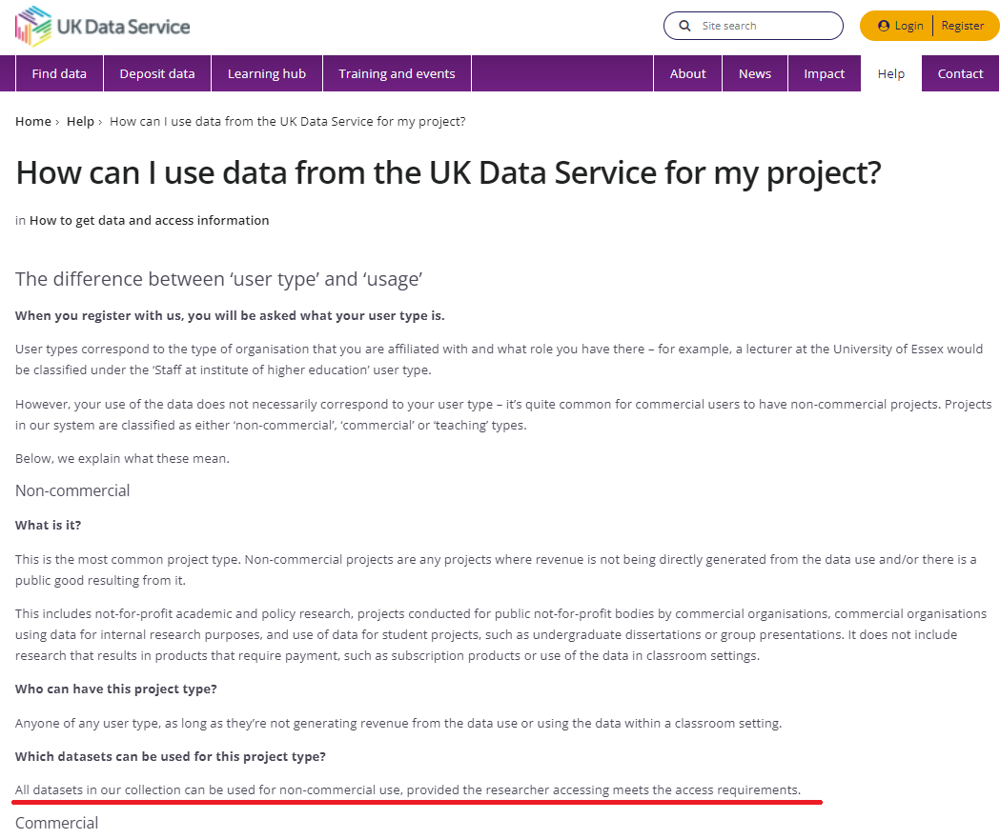 UK Data Service
Site search
Login
Register
Find data
Deposit data
Learning hub
Training and events
About
News
Impact
Help
Contact
Home › Help › How can I use data from the UK Data Service for my project?
How can I use data from the UK Data Service for my project?
in How to get data and access information
The difference between ‘user type’ and ‘usage’
When you register with us, you will be asked what your user type is.
User types correspond to the type of organisation that you are affiliated with and what role you have there – for example, a lecturer at the University of Essex would
be classified under the ‘Staff at institute of higher education’ user type.
However, your use of the data does not necessarily correspond to your user type – it’s quite common for commercial users to have non-commercial projects. Projects
in our system are classified as either ‘non-commercial’, ‘commercial’ or ‘teaching’ types.
Below, we explain what these mean.
Non-commercial
What is it?
This is the most common project type. Non-commercial projects are any projects where revenue is not being directly generated from the data use and/or there is a
public good resulting from it.
This includes not-for-profit academic and policy research, projects conducted for public not-for-profit bodies by commercial organisations, commercial organisations
using data for internal research purposes, and use of data for student projects, such as undergraduate dissertations or group presentations. It does not include
research that results in products that require payment, such as subscription products or use of the data in classroom settings.
Who can have this project type?
Anyone of any user type, as long as they’re not generating revenue from the data use or using the data within a classroom setting.
Which datasets can be used for this project type?
All datasets in our collection can be used for non-commercial use, provided the researcher accessing meets the access requirements.
Commercial